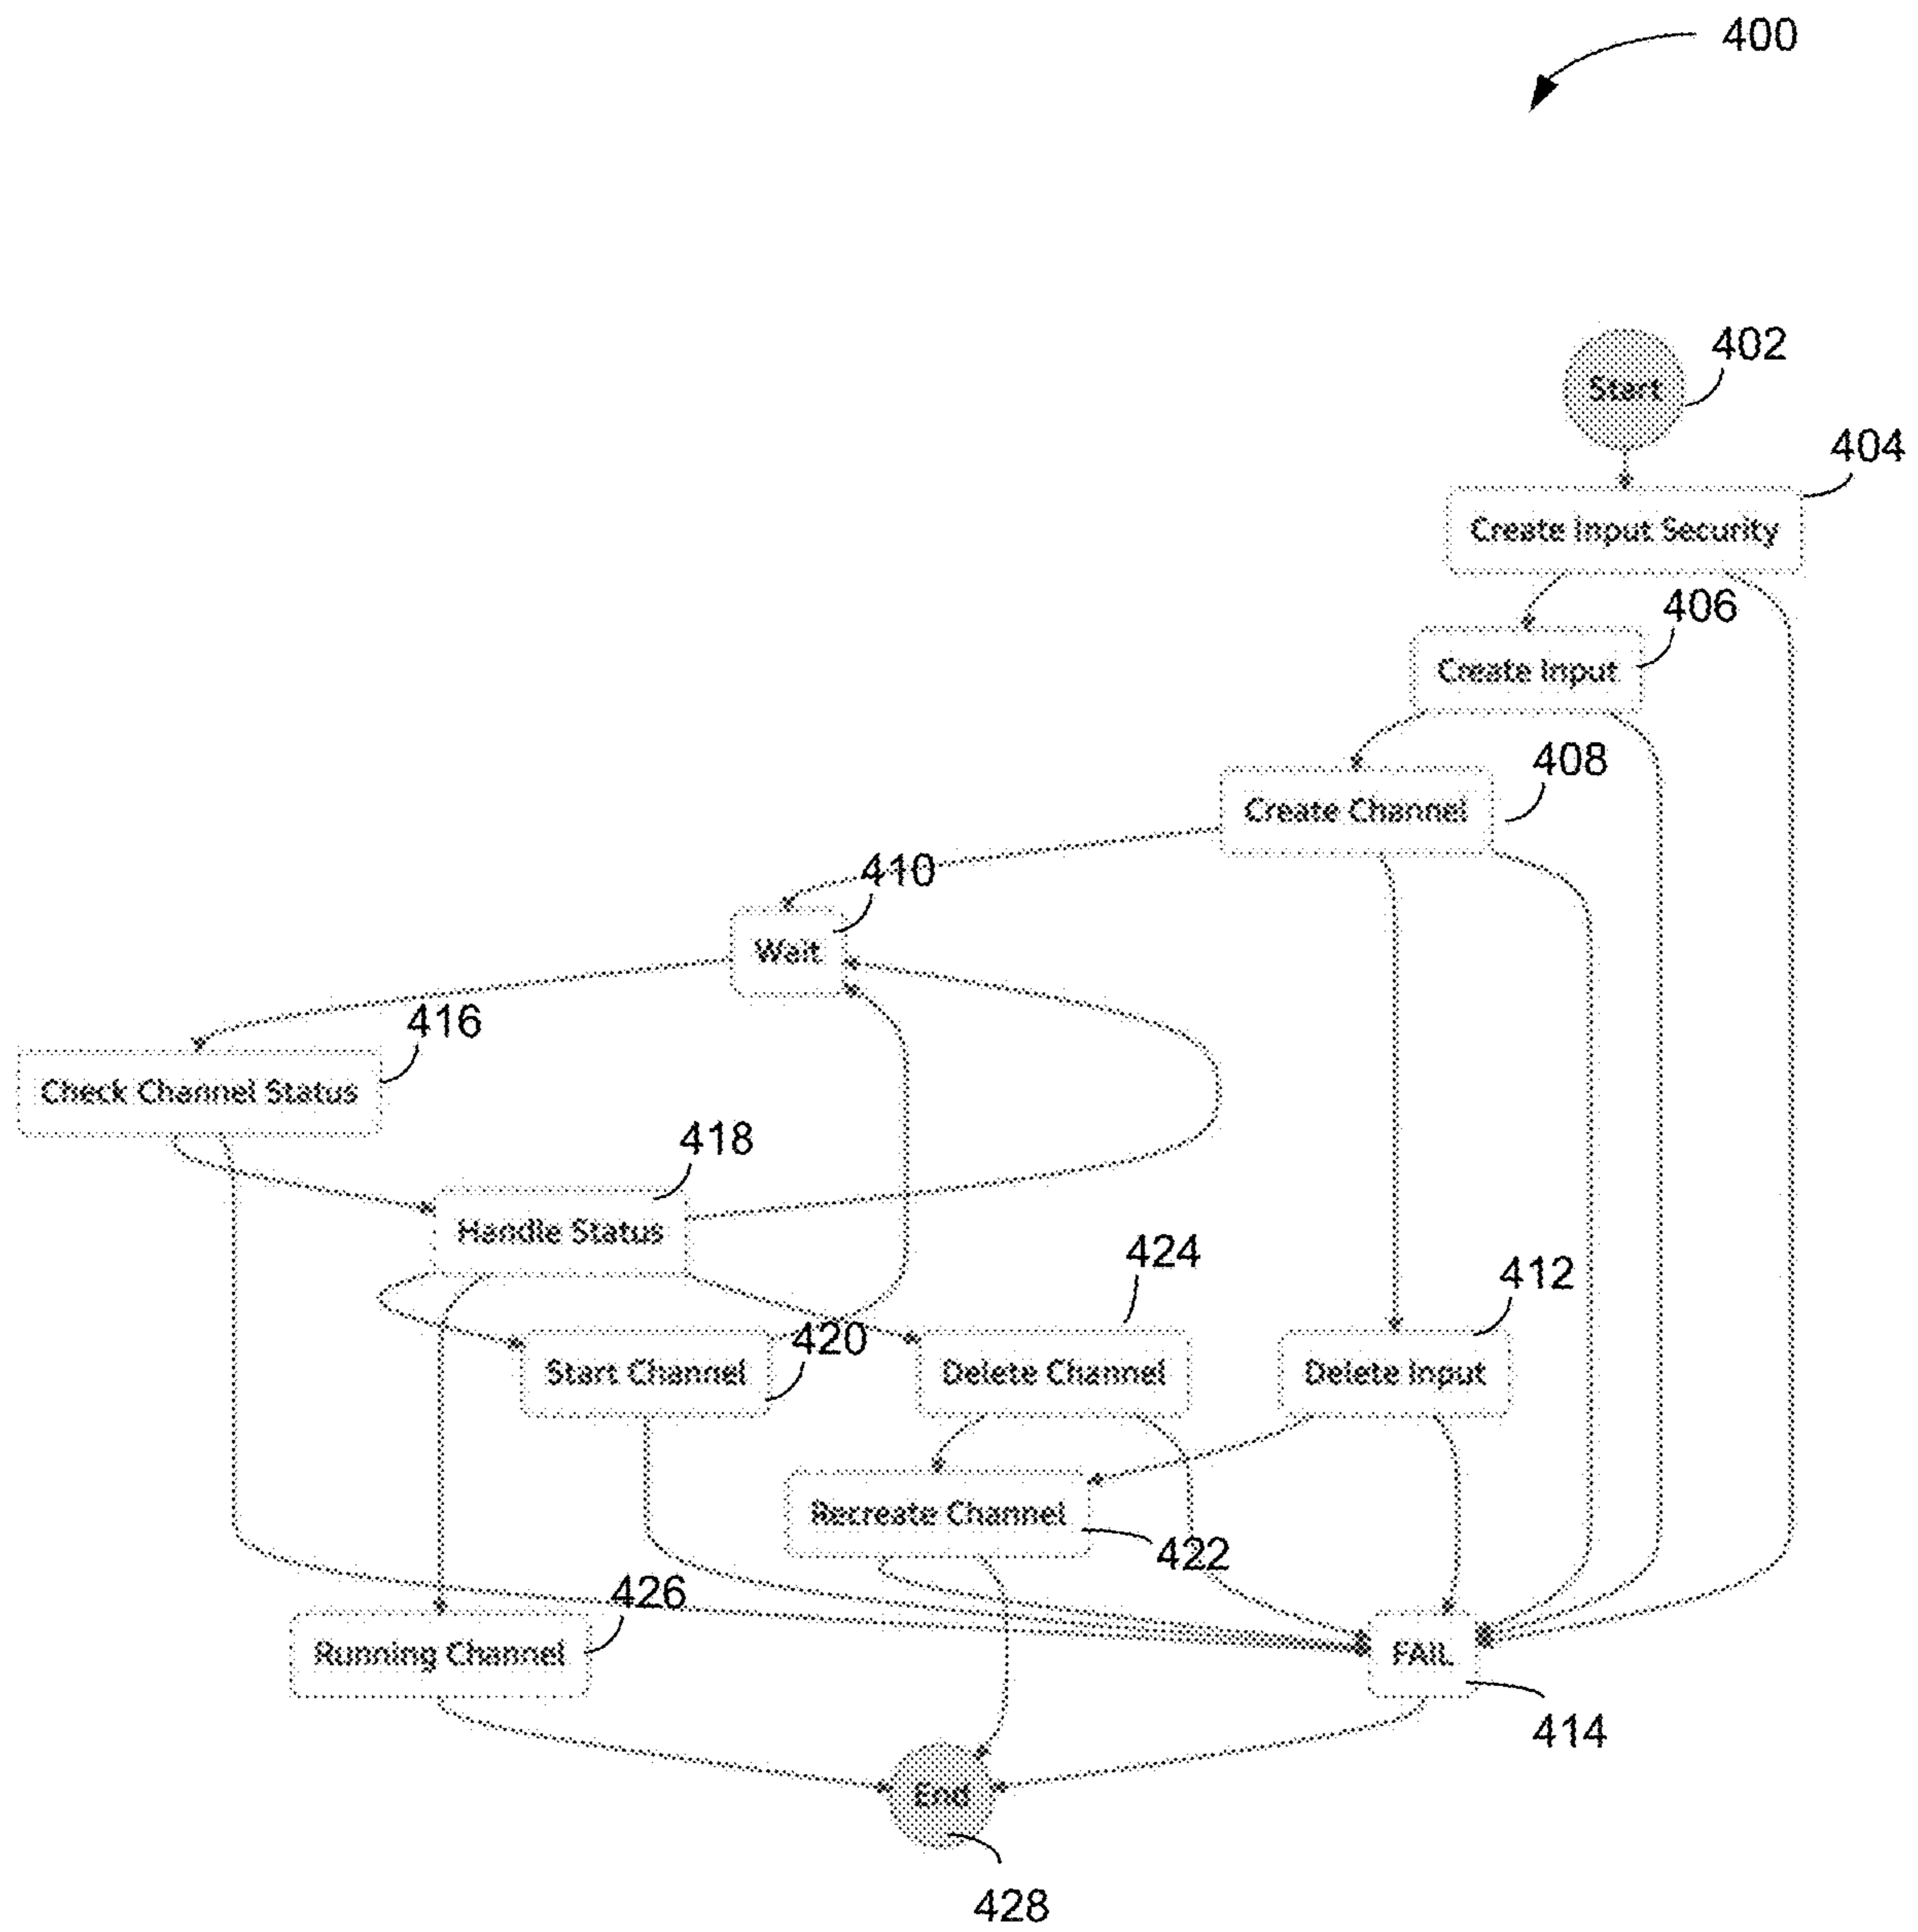 400
402
Start
404
Create Input Security
406
Create Input
408
Create Channel
410
Wait
416
Check Channel Status
418
Handle Status
424
412
420
Start Channel
Delete Channel
Delete Input
Recreate Channel
422
426
Running Channel
FAIL
414
End
428